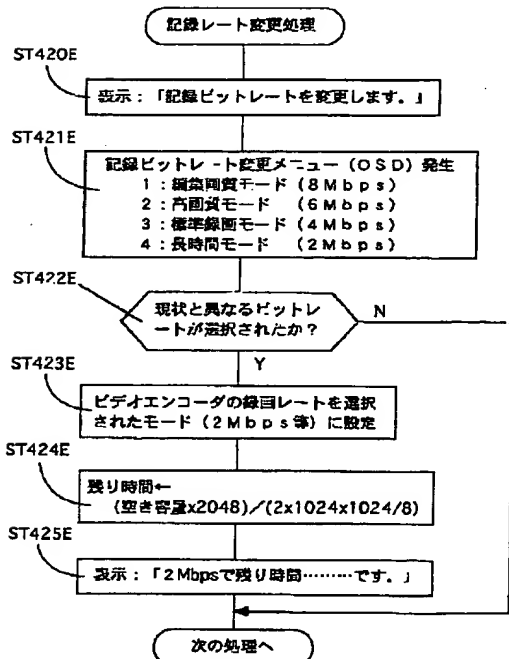 記録レート変更処理
ST420E
表示：「記録ビットレートを変更します。」
ST421E
記録ビットレート変更メニュー（OSD）発生
1：編集画質モード（8Mbps）
2：高画質モード（6Mbps）
3：標準録画モード（4Mbps）
4：長時間モード（2Mbps）
ST422E
現状と異なるビットレ
ートが選択されたか？
N
Y
ST423E
ビデオエンコーダの録画レートを選択
されたモード（2Mbps等）に設定
ST424E
残り時間←
(空き容量x2048)／(2x1024x1024/8)
ST425E
表示：「2Mbpsで残り時間………です。」
次の処理へ